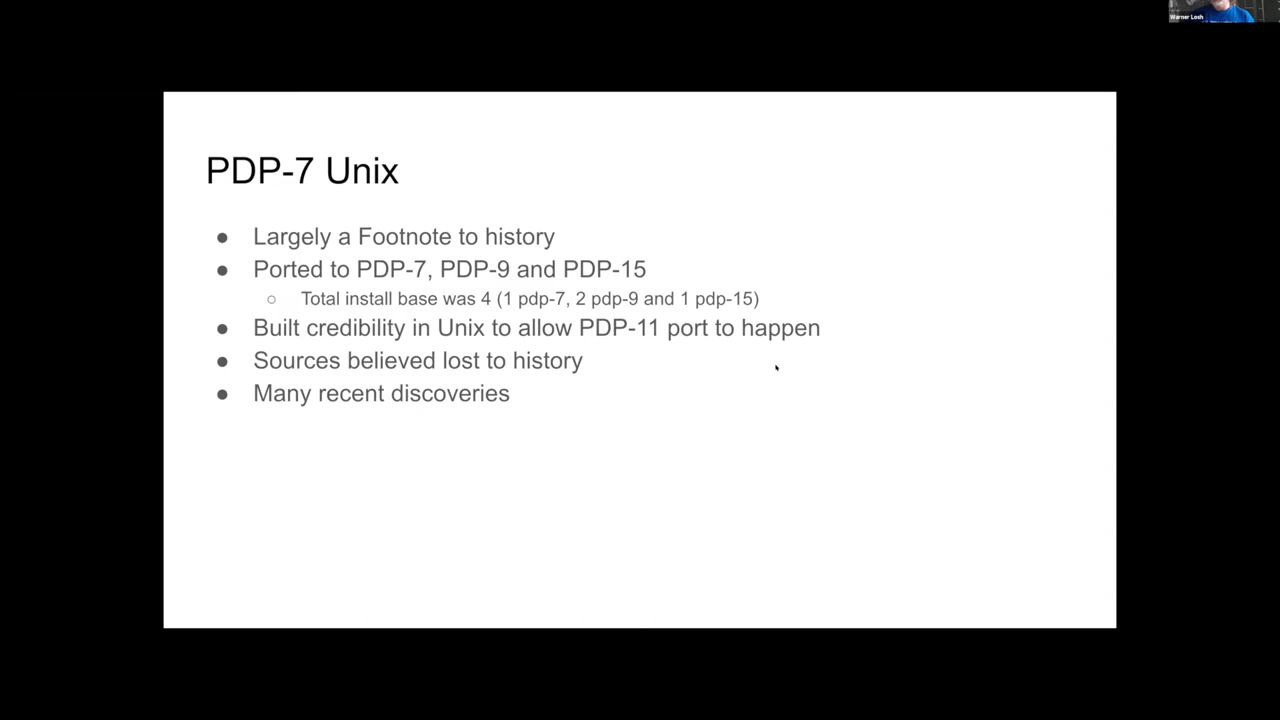 Warner Losh
PDP-7 Unix
● Largely a Footnote to history
● Ported to PDP-7, PDP-9 and PDP-15
○ Total install base was 4 (1 pdp-7, 2 pdp-9 and 1 pdp-15)
● Built credibility in Unix to allow PDP-11 port to happen
● Sources believed lost to history
● Many recent discoveries